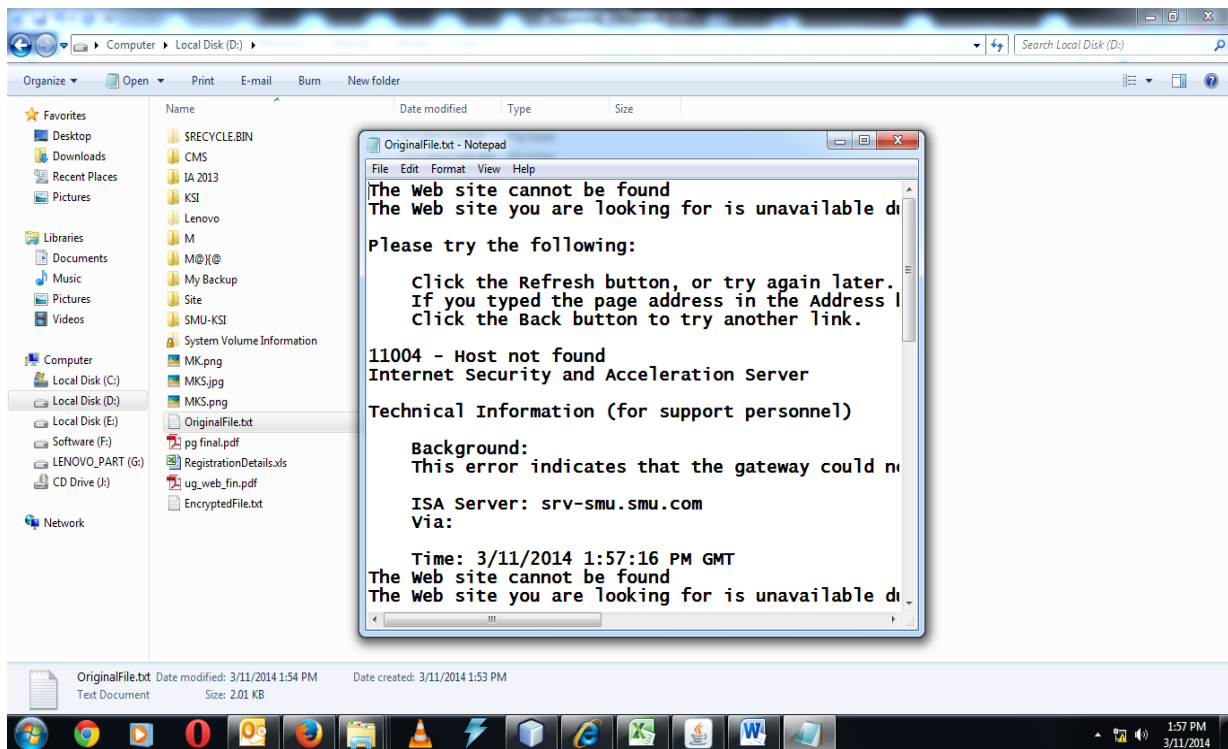 Computer ▸ Local Disk (D:) ▸
Search Local Disk (D:)
Organize Open Print E-mail Burn New folder
Favorites
Desktop
Downloads
Recent Places
Pictures
Libraries
Documents
Music
Pictures
Videos
Computer
Local Disk (C:)
Local Disk (D:)
Local Disk (E:)
Software (F:)
LENOVO_PART (G:)
CD Drive (J:)
Network
Name Date modified Type Size
$RECYCLE.BIN
CMS
IA 2013
KSI
Lenovo
M
M@)(@
My Backup
Site
SMU-KSI
System Volume Information
MK.png
MKS.jpg
MKS.png
OriginalFile.txt
pg final.pdf
RegistrationDetails.xls
ug_web_fin.pdf
EncryptedFile.txt
OriginalFile.txt - Notepad
File Edit Format View Help
The Web site cannot be found
The Web site you are looking for is unavailable
Please try the following:
Click the Refresh button, or try again later.
If you typed the page address in the Address
Click the Back button to try another link.
11004 - Host not found
Internet Security and Acceleration Server
Technical Information (for support personnel)
Background:
This error indicates that the gateway could
ISA Server: srv-smu.smu.com
Via:
Time: 3/11/2014 1:57:16 PM GMT
The Web site cannot be found
The Web site you are looking for is unavailable
OriginalFile.txt Date modified: 3/11/2014 1:54 PM Date created: 3/11/2014 1:53 PM
Text Document Size: 2.01 KB
1:57 PM
3/11/2014